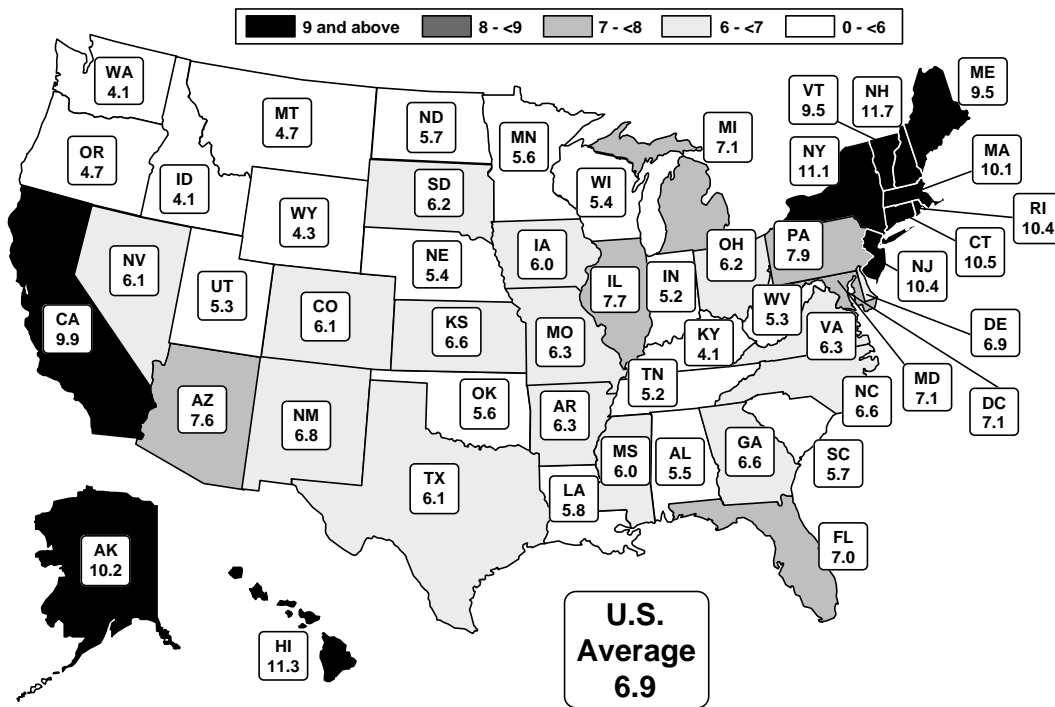 9 and above 8 - <9 7 - <8 6 - <7 0 - <6
WA
4.1
MT
4.7
ND
5.7
MN
5.6
MI
7.1
VT
9.5
NH
11.7
ME
9.5
OR
4.7
ID
4.1
WY
4.3
SD
6.2
WI
5.4
NY
11.1
MA
10.1
RI
10.4
NV
6.1
UT
5.3
CO
6.1
NE
5.4
IA
6.0
IL
7.7
IN
5.2
OH
6.2
PA
7.9
NJ
10.4
CT
10.5
CA
9.9
KS
6.6
MO
6.3
KY
4.1
WV
5.3
VA
6.3
DE
6.9
MD
7.1
DC
7.1
AZ
7.6
NM
6.8
OK
5.6
AR
6.3
TN
5.2
NC
6.6
TX
6.1
LA
5.8
MS
6.0
AL
5.5
GA
6.6
SC
5.7
FL
7.0
AK
10.2
HI
11.3
U.S.
Average
6.9